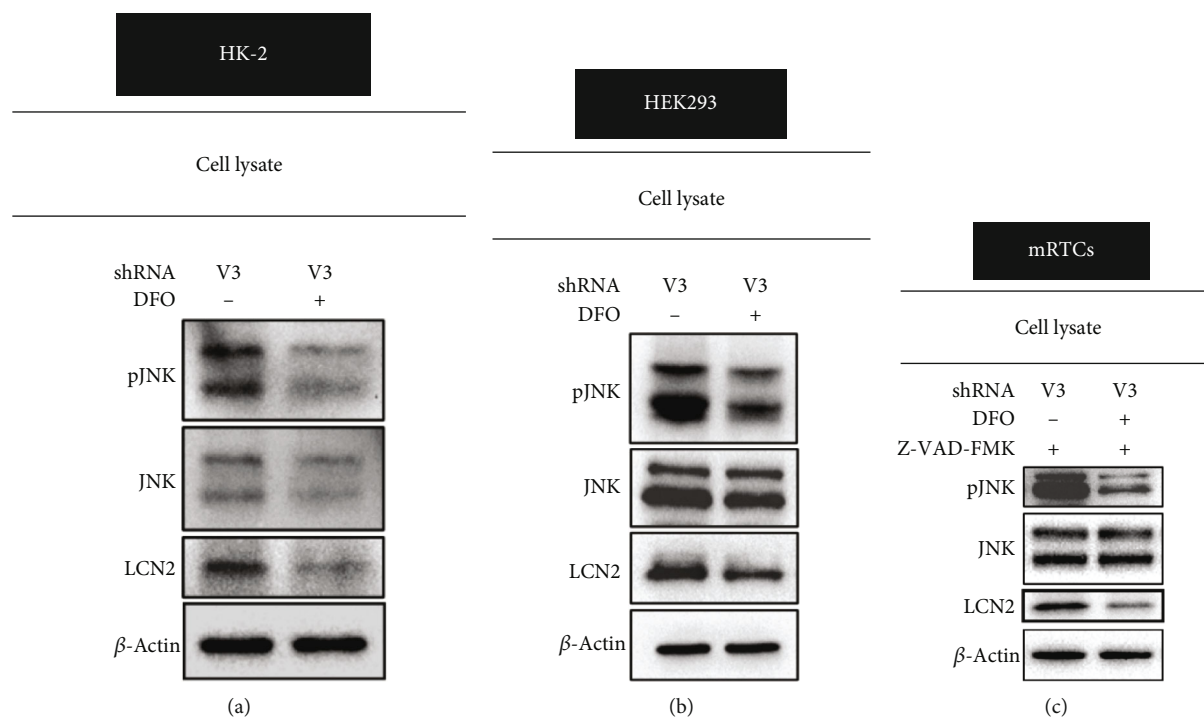 HK-2
Cell lysate
shRNA V3 V3
DFO – +
pJNK
JNK
LCN2
β-Actin
(a)
HEK293
Cell lysate
shRNA V3 V3
DFO – +
pJNK
JNK
LCN2
β-Actin
(b)
mRTCs
Cell lysate
shRNA V3 V3
DFO – +
Z-VAD-FMK + +
pJNK
JNK
LCN2
β-Actin
(c)